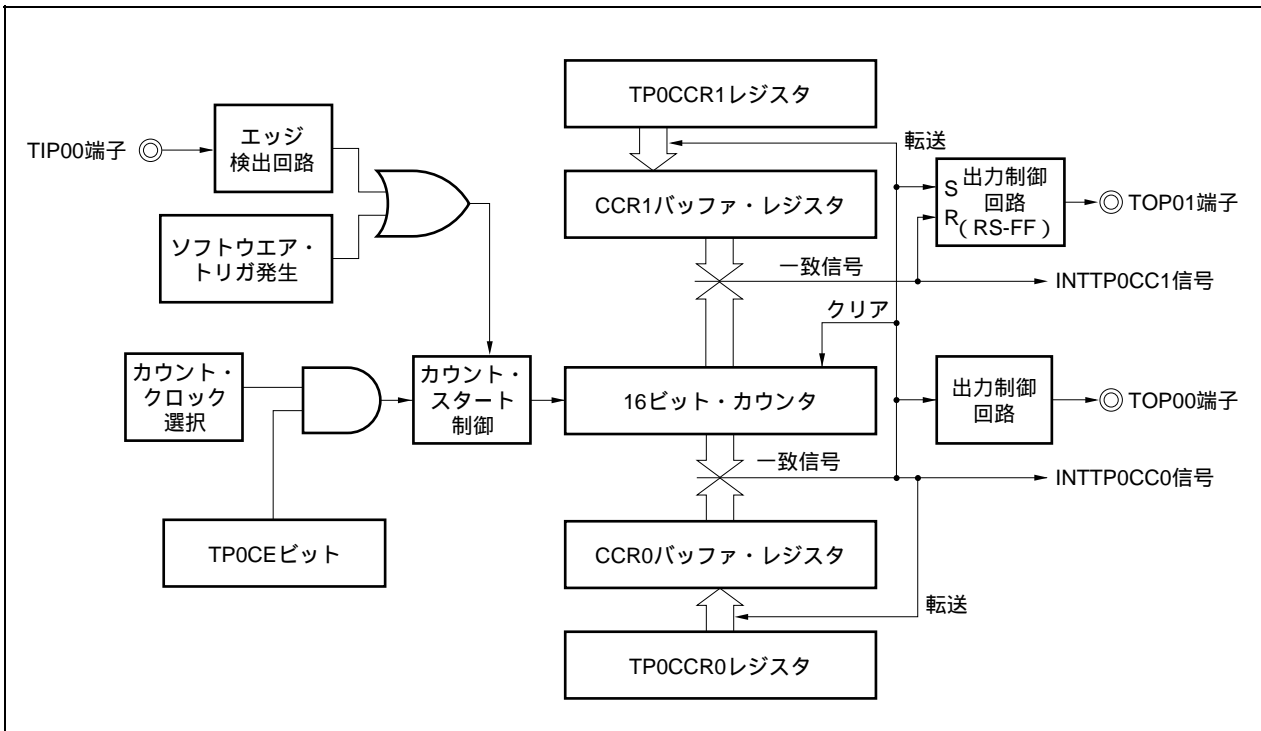 TP0CCR1レジスタ
転送
TIP00端子
エッジ
検出回路
CCR1バッファ・レジスタ
S
R
出力制御
回路
(RS-FF)
TOP01端子
ソフトウエア・
トリガ発生
一致信号
INTTP0CC1信号
クリア
カウント・
クロック
選択
カウント・
スタート
制御
16ビット・カウンタ
出力制御
回路
TOP00端子
一致信号
INTTP0CC0信号
TP0CEビット
CCR0バッファ・レジスタ
転送
TP0CCR0レジスタ